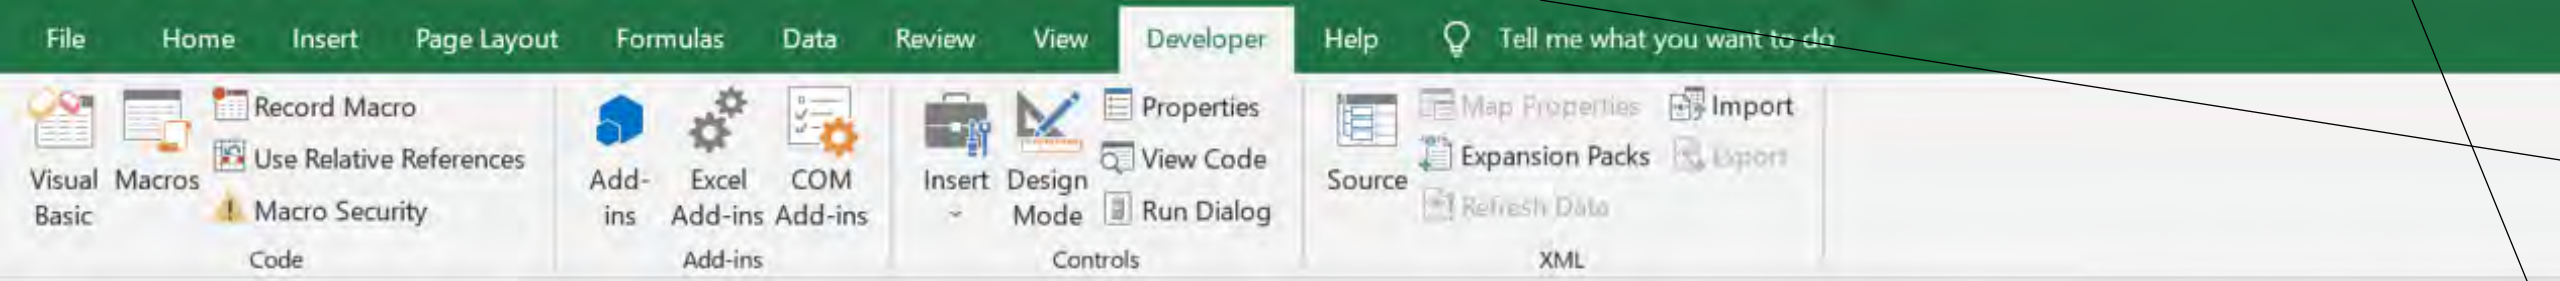 File Home Insert Page Layout Formulas Data Review View Developer Help Tell me what you want to do
Record Macro
Use Relative References
Macro Security
Visual Basic
Macros
Code
Add-
ins
Excel
Add-ins
COM
Add-ins
Add-ins
Insert
Design
Mode
Properties
View Code
Run Dialog
Controls
Source
Map Properties
Expansion Packs
Refresh Data
Import
Export
XML